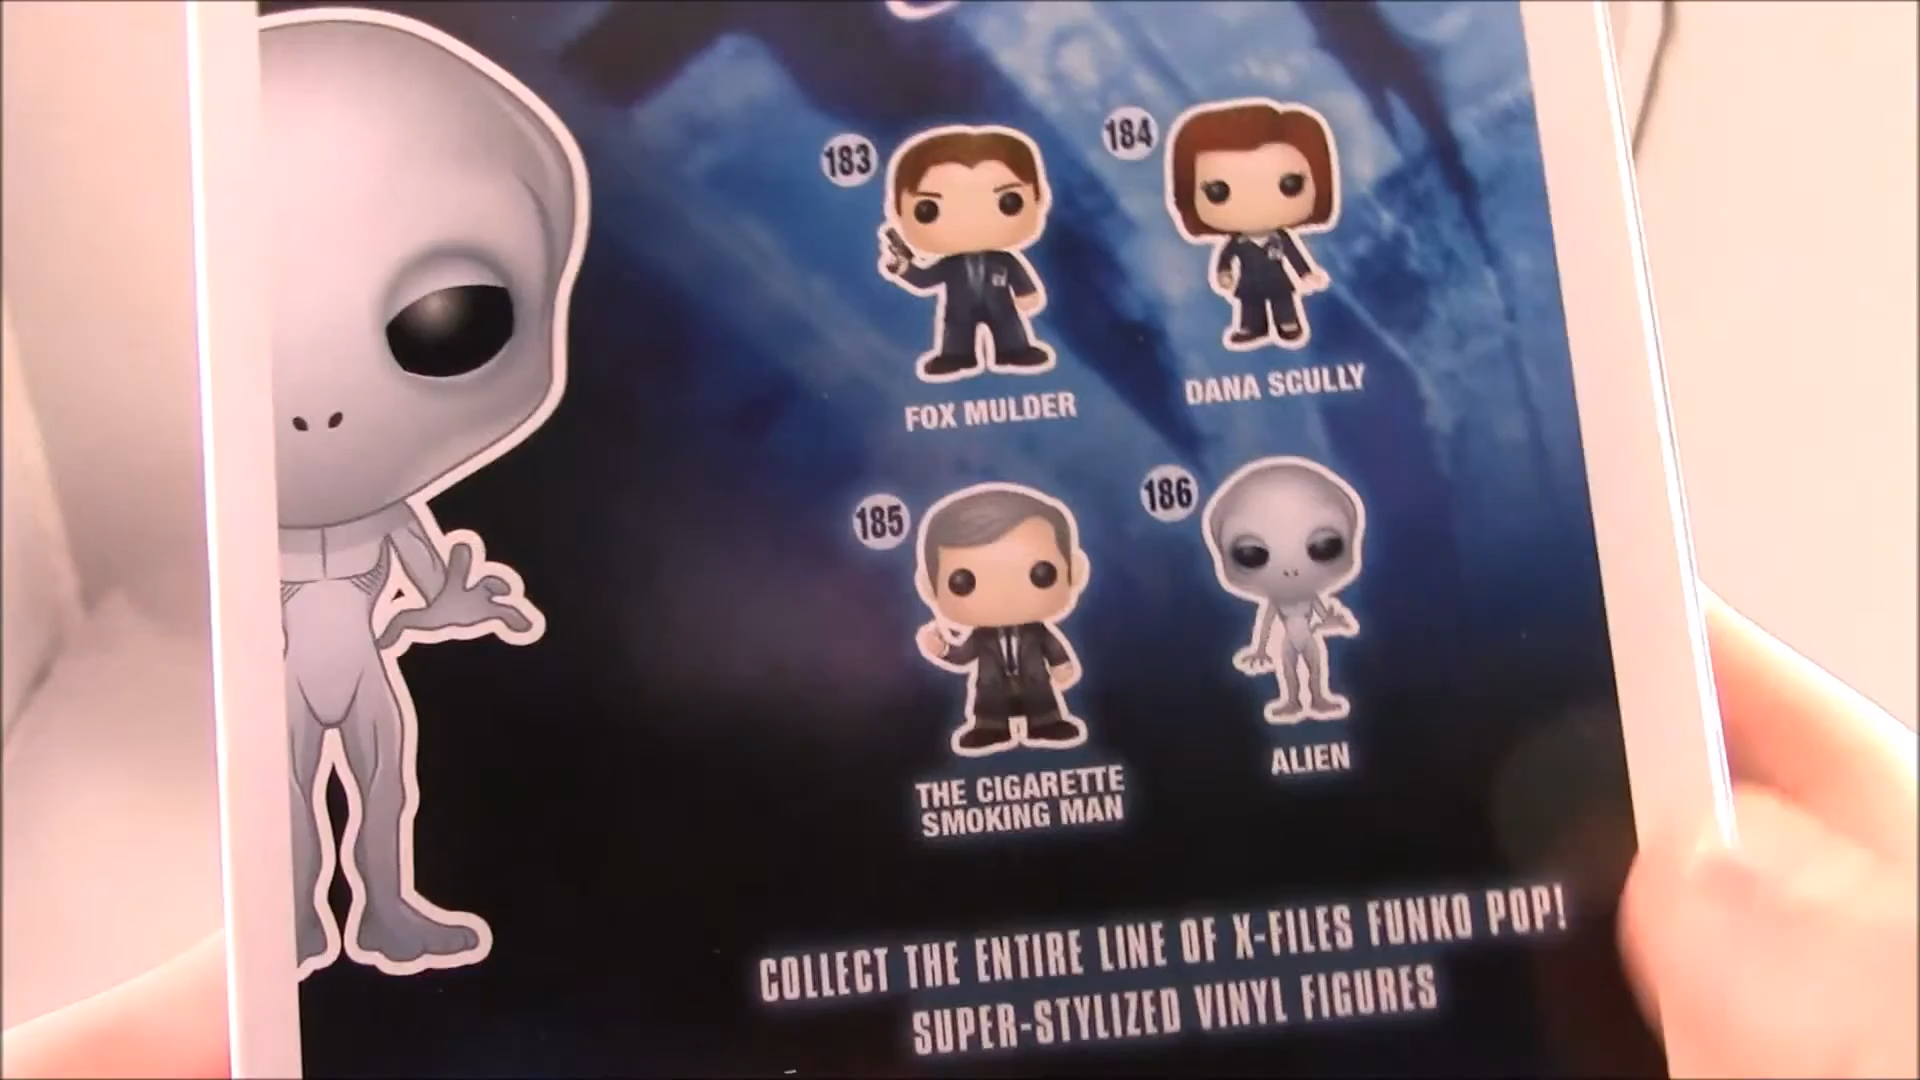 183
FOX MULDER
184
DANA SCULLY
185
THE CIGARETTE
SMOKING MAN
186
ALIEN
COLLECT THE ENTIRE LINE OF X-FILES FUNKO POP!
SUPER-STYLIZED VINYL FIGURES